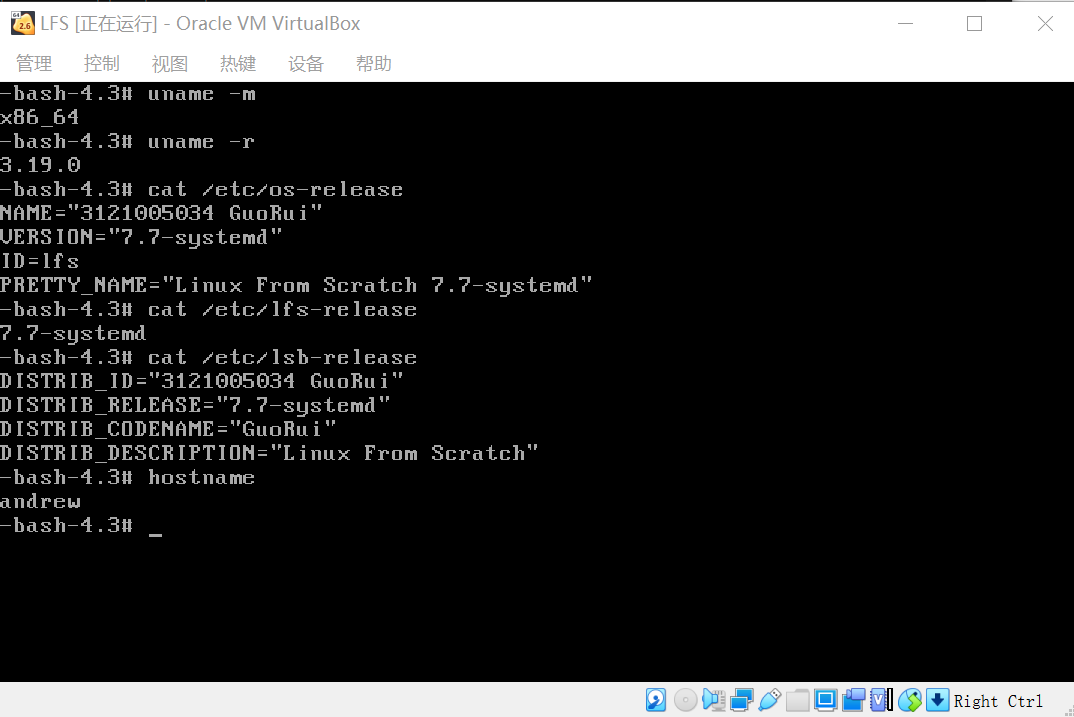 LFS [正在运行] - Oracle VM VirtualBox
管理 控制 视图 热键 设备 帮助
-bash-4.3# uname -m
x86_64
-bash-4.3# uname -r
3.19.0
-bash-4.3# cat /etc/os-release
NAME="3121005034 GuoRui"
VERSION="7.7-systemd"
ID=lfs
PRETTY_NAME="Linux From Scratch 7.7-systemd"
-bash-4.3# cat /etc/lfs-release
7.7-systemd
-bash-4.3# cat /etc/lsb-release
DISTRIB_ID="3121005034 GuoRui"
DISTRIB_RELEASE="7.7-systemd"
DISTRIB_CODENAME="GuoRui"
DISTRIB_DESCRIPTION="Linux From Scratch"
-bash-4.3# hostname
andrew
-bash-4.3# _
Right Ctrl